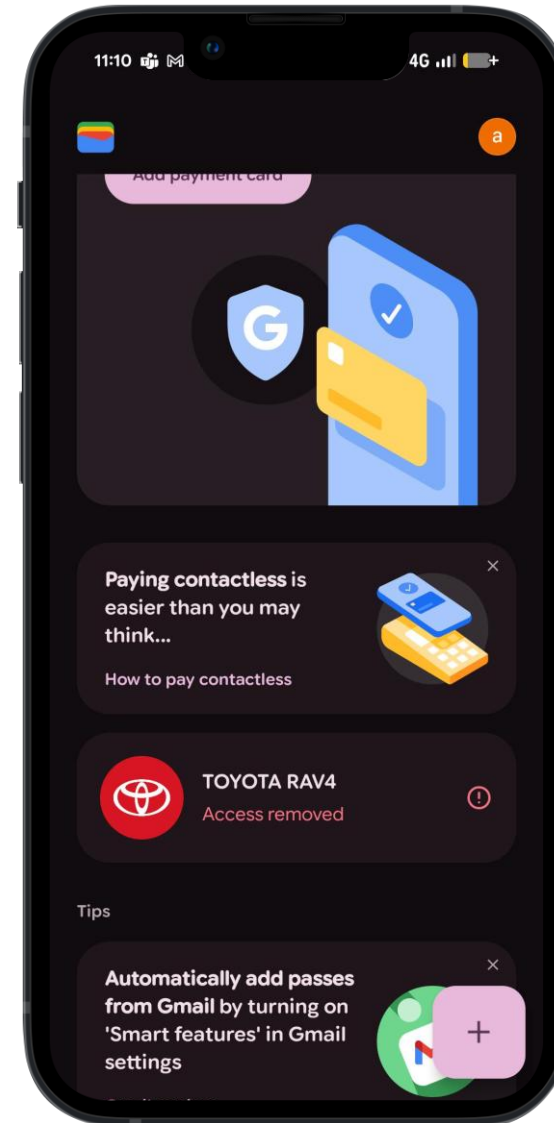 11:10
4G
a
Add payment card
G
Paying contactless is
easier than you may
think...
How to pay contactless
TOYOTA RAV4
Access removed
Tips
Automatically add passes
from Gmail by turning on
'Smart features' in Gmail
settings